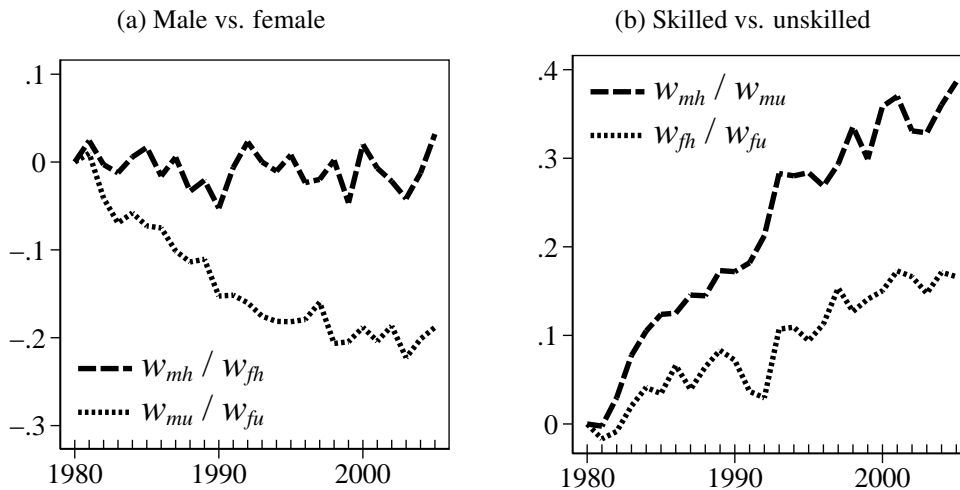 (a) Male vs. female
.1
0
−.1
−.2
−.3
w_mh / w_fh
w_mu / w_fu
1980 1990 2000
(b) Skilled vs. unskilled
.4
.3
.2
.1
0
w_mh / w_mu
w_fh / w_fu
1980 1990 2000